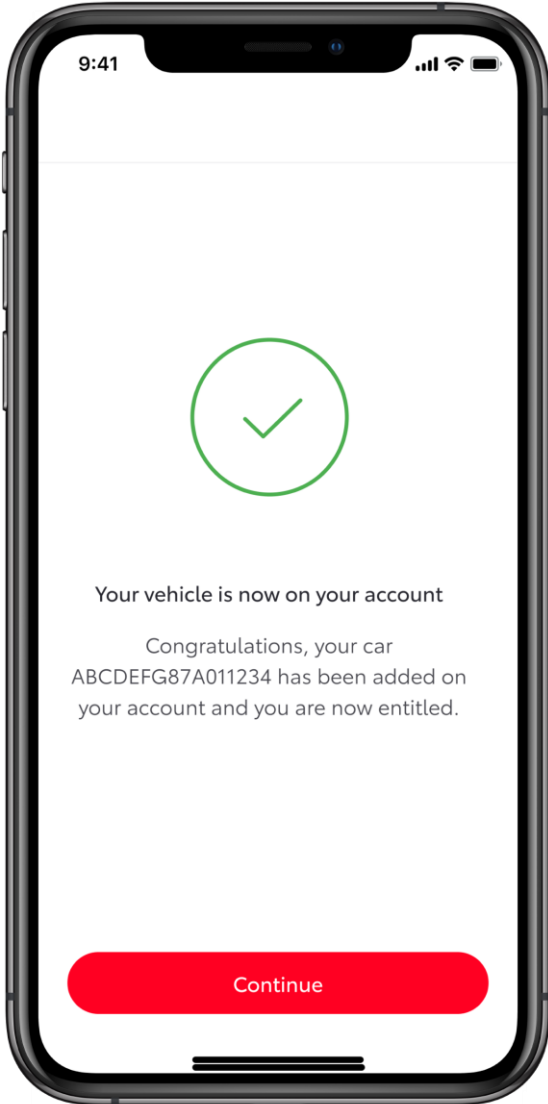 9:41
Your vehicle is now on your account
Congratulations, your car
ABCDEFG87A011234 has been added on
your account and you are now entitled.
Continue